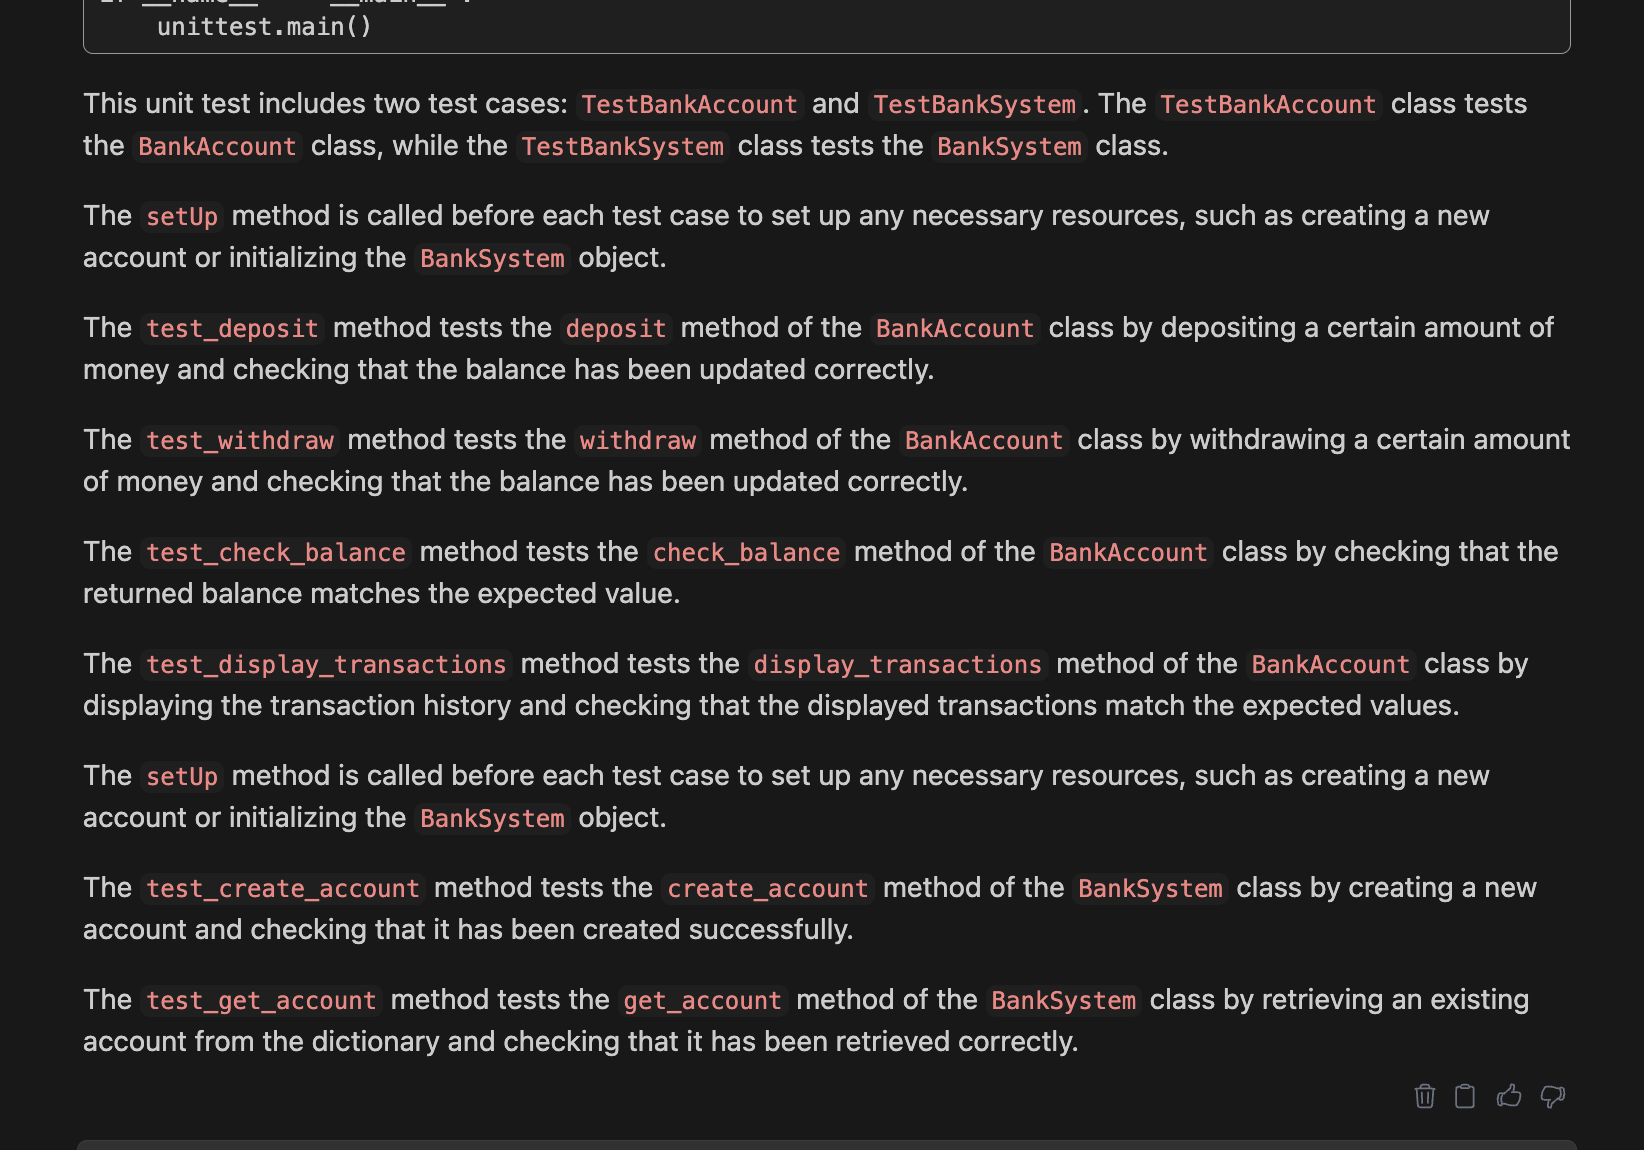 unittest.main()
This unit test includes two test cases: TestBankAccount and TestBankSystem. The TestBankAccount class tests
the BankAccount class, while the TestBankSystem class tests the BankSystem class.
The setUp method is called before each test case to set up any necessary resources, such as creating a new
account or initializing the BankSystem object.
The test_deposit method tests the deposit method of the BankAccount class by depositing a certain amount of
money and checking that the balance has been updated correctly.
The test_withdraw method tests the withdraw method of the BankAccount class by withdrawing a certain amount
of money and checking that the balance has been updated correctly.
The test_check_balance method tests the check_balance method of the BankAccount class by checking that the
returned balance matches the expected value.
The test_display_transactions method tests the display_transactions method of the BankAccount class by
displaying the transaction history and checking that the displayed transactions match the expected values.
The setUp method is called before each test case to set up any necessary resources, such as creating a new
account or initializing the BankSystem object.
The test_create_account method tests the create_account method of the BankSystem class by creating a new
account and checking that it has been created successfully.
The test_get_account method tests the get_account method of the BankSystem class by retrieving an existing
account from the dictionary and checking that it has been retrieved correctly.